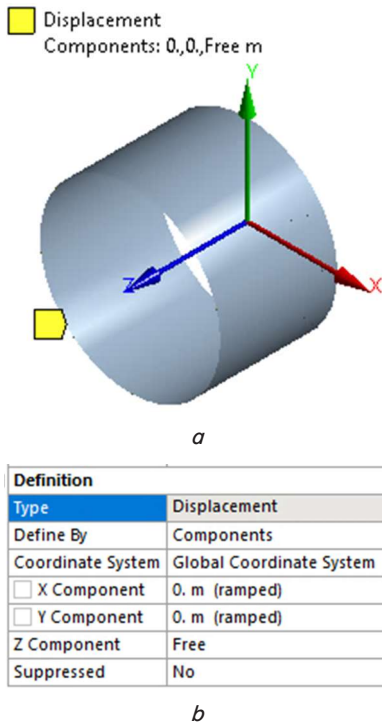 Displacement
Components: 0.,0.,Free m
Y
Z
X
a
Definition
Type Displacement
Define By Components
Coordinate System Global Coordinate System
X Component 0. m (ramped)
Y Component 0. m (ramped)
Z Component Free
Suppressed No
b